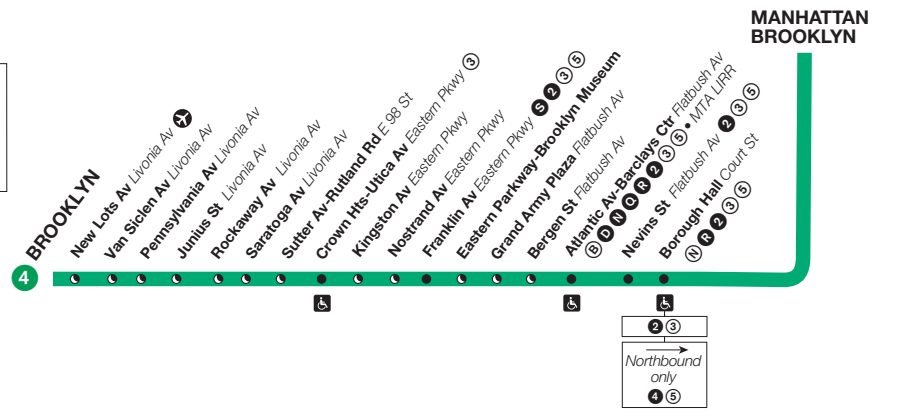 MANHATTAN
BROOKLYN
BROOKLYN
4
New Lots Av Livonia Av
Van Siclen Av Livonia Av
Pennsylvania Av Livonia Av
Junius St Livonia Av
Rockaway Av Livonia Av
Saratoga Av Livonia Av
Sutter Av-Rutland Rd E 98 St
Crown Hts-Utica Av Eastern Pkwy 3
Kingston Av Eastern Pkwy
Nostrand Av Eastern Pkwy
Franklin Av Eastern Pkwy S 2 3 5
Eastern Parkway-Brooklyn Museum
Grand Army Plaza Flatbush Av
Bergen St Flatbush Av
Atlantic Av-Barclays Ctr Flatbush Av
B D N Q R 2 3 5 • MTA LIRR
Nevins St Flatbush Av 2 3 5
Borough Hall Court St
N R 2 3 5
2 3
Northbound
only
4 5